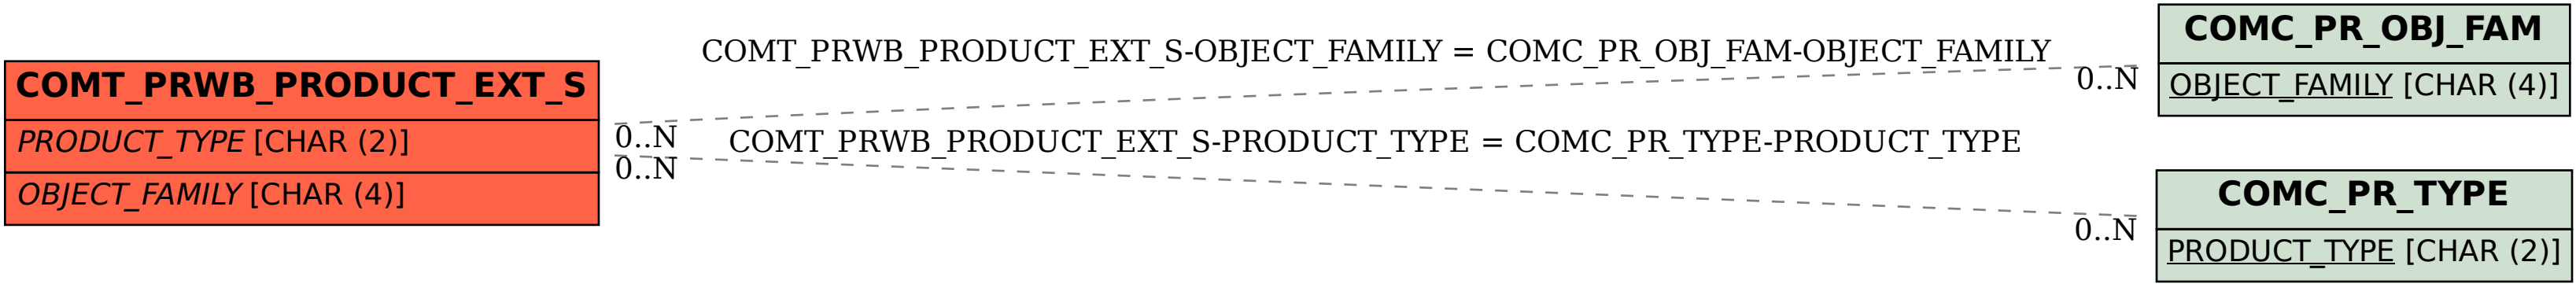 COMT_PRWB_PRODUCT_EXT_S
PRODUCT_TYPE [CHAR (2)]
OBJECT_FAMILY [CHAR (4)]
COMT_PRWB_PRODUCT_EXT_S-OBJECT_FAMILY = COMC_PR_OBJ_FAM-OBJECT_FAMILY
0..N
0..N
COMT_PRWB_PRODUCT_EXT_S-PRODUCT_TYPE = COMC_PR_TYPE-PRODUCT_TYPE
0..N
0..N
COMC_PR_OBJ_FAM
OBJECT_FAMILY [CHAR (4)]
COMC_PR_TYPE
PRODUCT_TYPE [CHAR (2)]